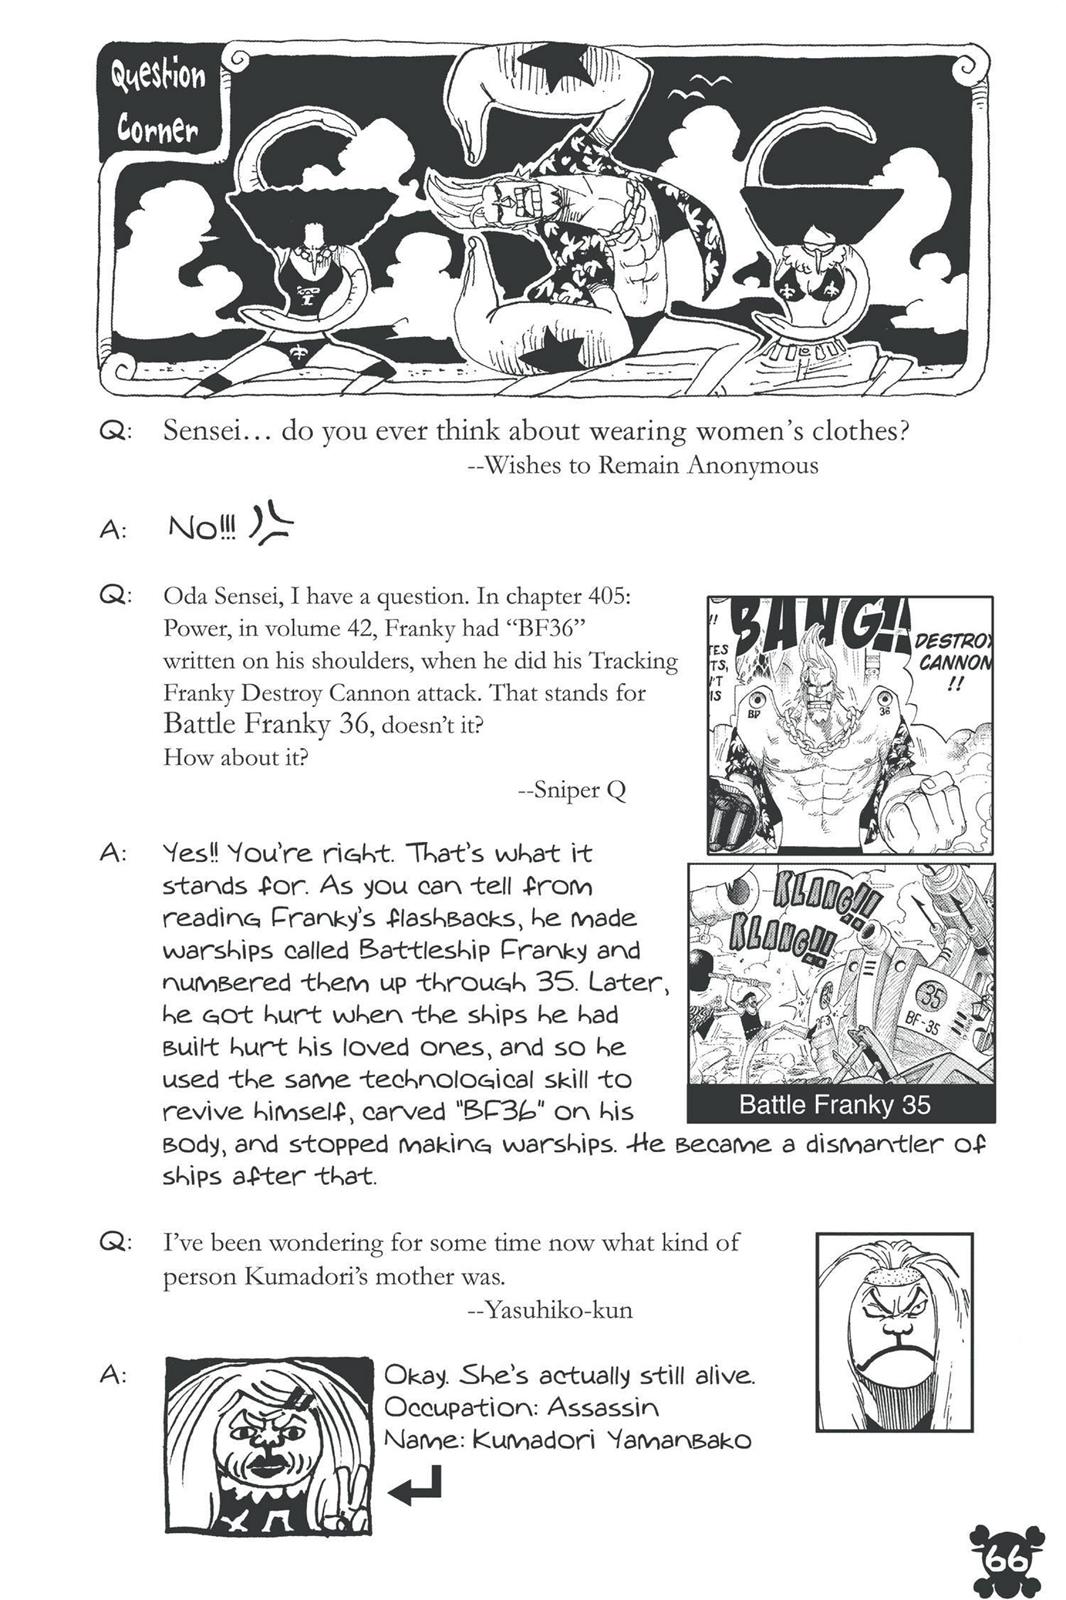 Question
Corner
Q: Sensei... do you ever think about wearing women's clothes?
--Wishes to Remain Anonymous
A: No!!!
Q: Oda Sensei, I have a question. In chapter 405:
Power, in volume 42, Franky had "BF36"
written on his shoulders, when he did his Tracking
Franky Destroy Cannon attack. That stands for
Battle Franky 36, doesn't it?
How about it?
--Sniper Q
BANG!!
DESTROY
CANNON
!!
BF
36
A: Yes!! You're right. That's what it
stands for. As you can tell from
reading Franky's flashbacks, he made
warships called Battleship Franky and
numbered them up through 35. Later,
he got hurt when the ships he had
built hurt his loved ones, and so he
used the same technological skill to
revive himself, carved "BF36" on his
body, and stopped making warships. He became a dismantler of
ships after that.
KLANG!!
KLANG!!
35
BF-35
Battle Franky 35
Q: I've been wondering for some time now what kind of
person Kumadori's mother was.
--Yasuhiko-kun
A: Okay. She's actually still alive.
Occupation: Assassin
Name: Kumadori Yamanbako
66